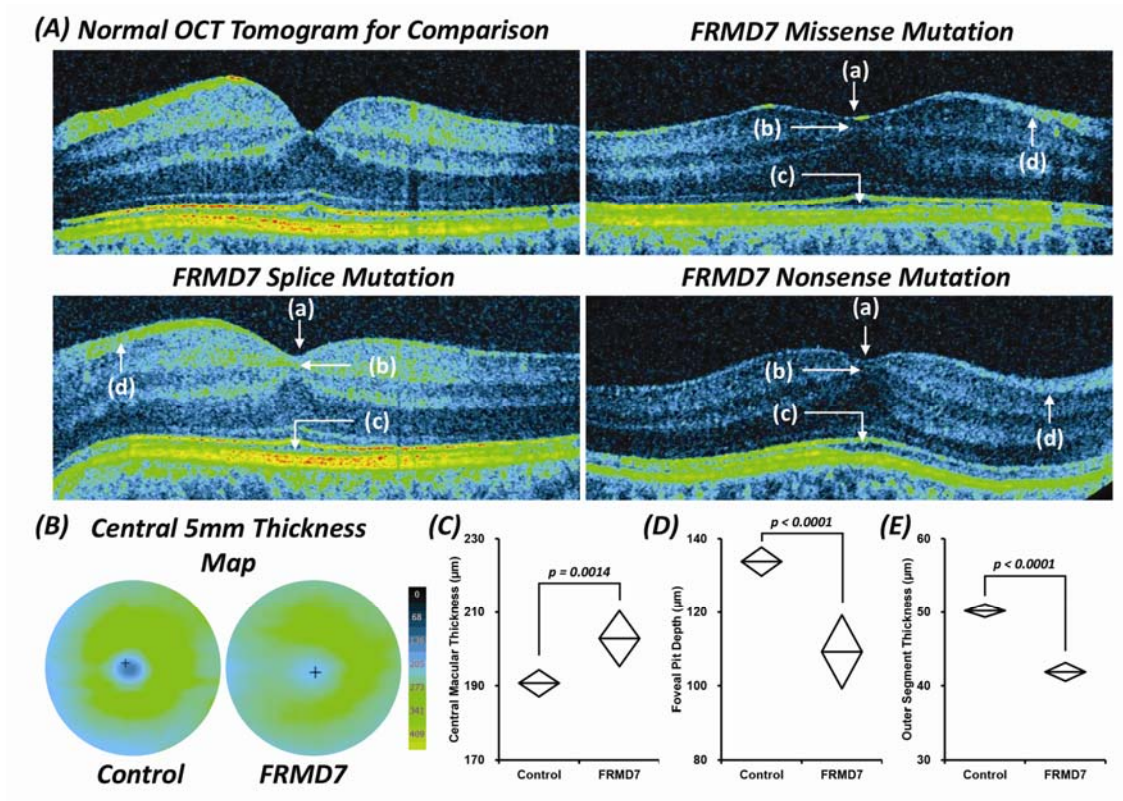 (A) Normal OCT Tomogram for Comparison
FRMD7 Missense Mutation
(a)
(b)
(c)
(d)
FRMD7 Splice Mutation
(a)
(b)
(c)
(d)
FRMD7 Nonsense Mutation
(a)
(b)
(c)
(d)
(B) Central 5mm Thickness
Map
0
68
136
205
273
341
409
Control
FRMD7
(C)
Central Macular Thickness (µm)
230
210
190
170
p = 0.0014
Control
FRMD7
(D)
Foveal Pit Depth (µm)
140
120
100
80
p < 0.0001
Control
FRMD7
(E)
Outer Segment Thickness (µm)
60
50
40
30
p < 0.0001
Control
FRMD7